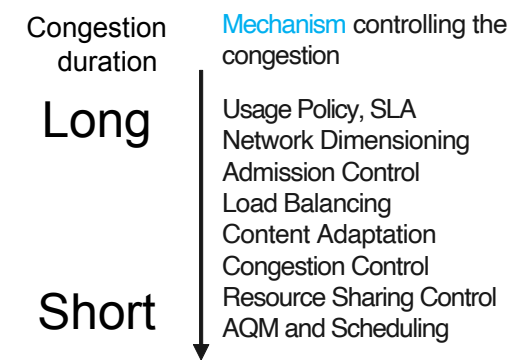 Congestion
duration
Mechanism controlling the
congestion
Long
Short
Usage Policy, SLA
Network Dimensioning
Admission Control
Load Balancing
Content Adaptation
Congestion Control
Resource Sharing Control
AQM and Scheduling